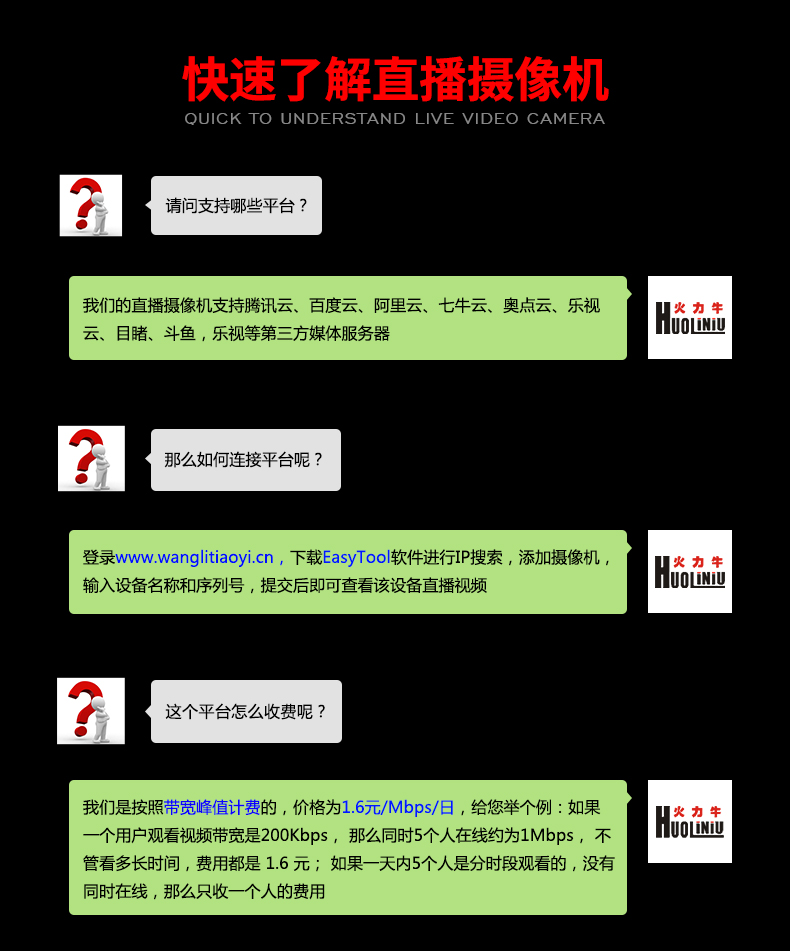 快速了解直播摄像机
QUICK TO UNDERSTAND LIVE VIDEO CAMERA
请问支持哪些平台？
我们的直播摄像机支持腾讯云、百度云、阿里云、七牛云、奥点云、乐视
云、目睹、斗鱼，乐视等第三方媒体服务器
火力牛
HUOLINIU
那么如何连接平台呢？
登录www.wanglitiaoyi.cn，下载EasyTool软件进行IP搜索，添加摄像机，
输入设备名称和序列号，提交后即可查看该设备直播视频
火力牛
HUOLINIU
这个平台怎么收费呢？
我们是按照带宽峰值计费的，价格为1.6元/Mbps/日，给您举个例：如果
一个用户观看视频带宽是200Kbps， 那么同时5个人在线约为1Mbps， 不
管看多长时间，费用都是 1.6 元； 如果一天内5个人是分时段观看的，没有
同时在线，那么只收一个人的费用
火力牛
HUOLINIU